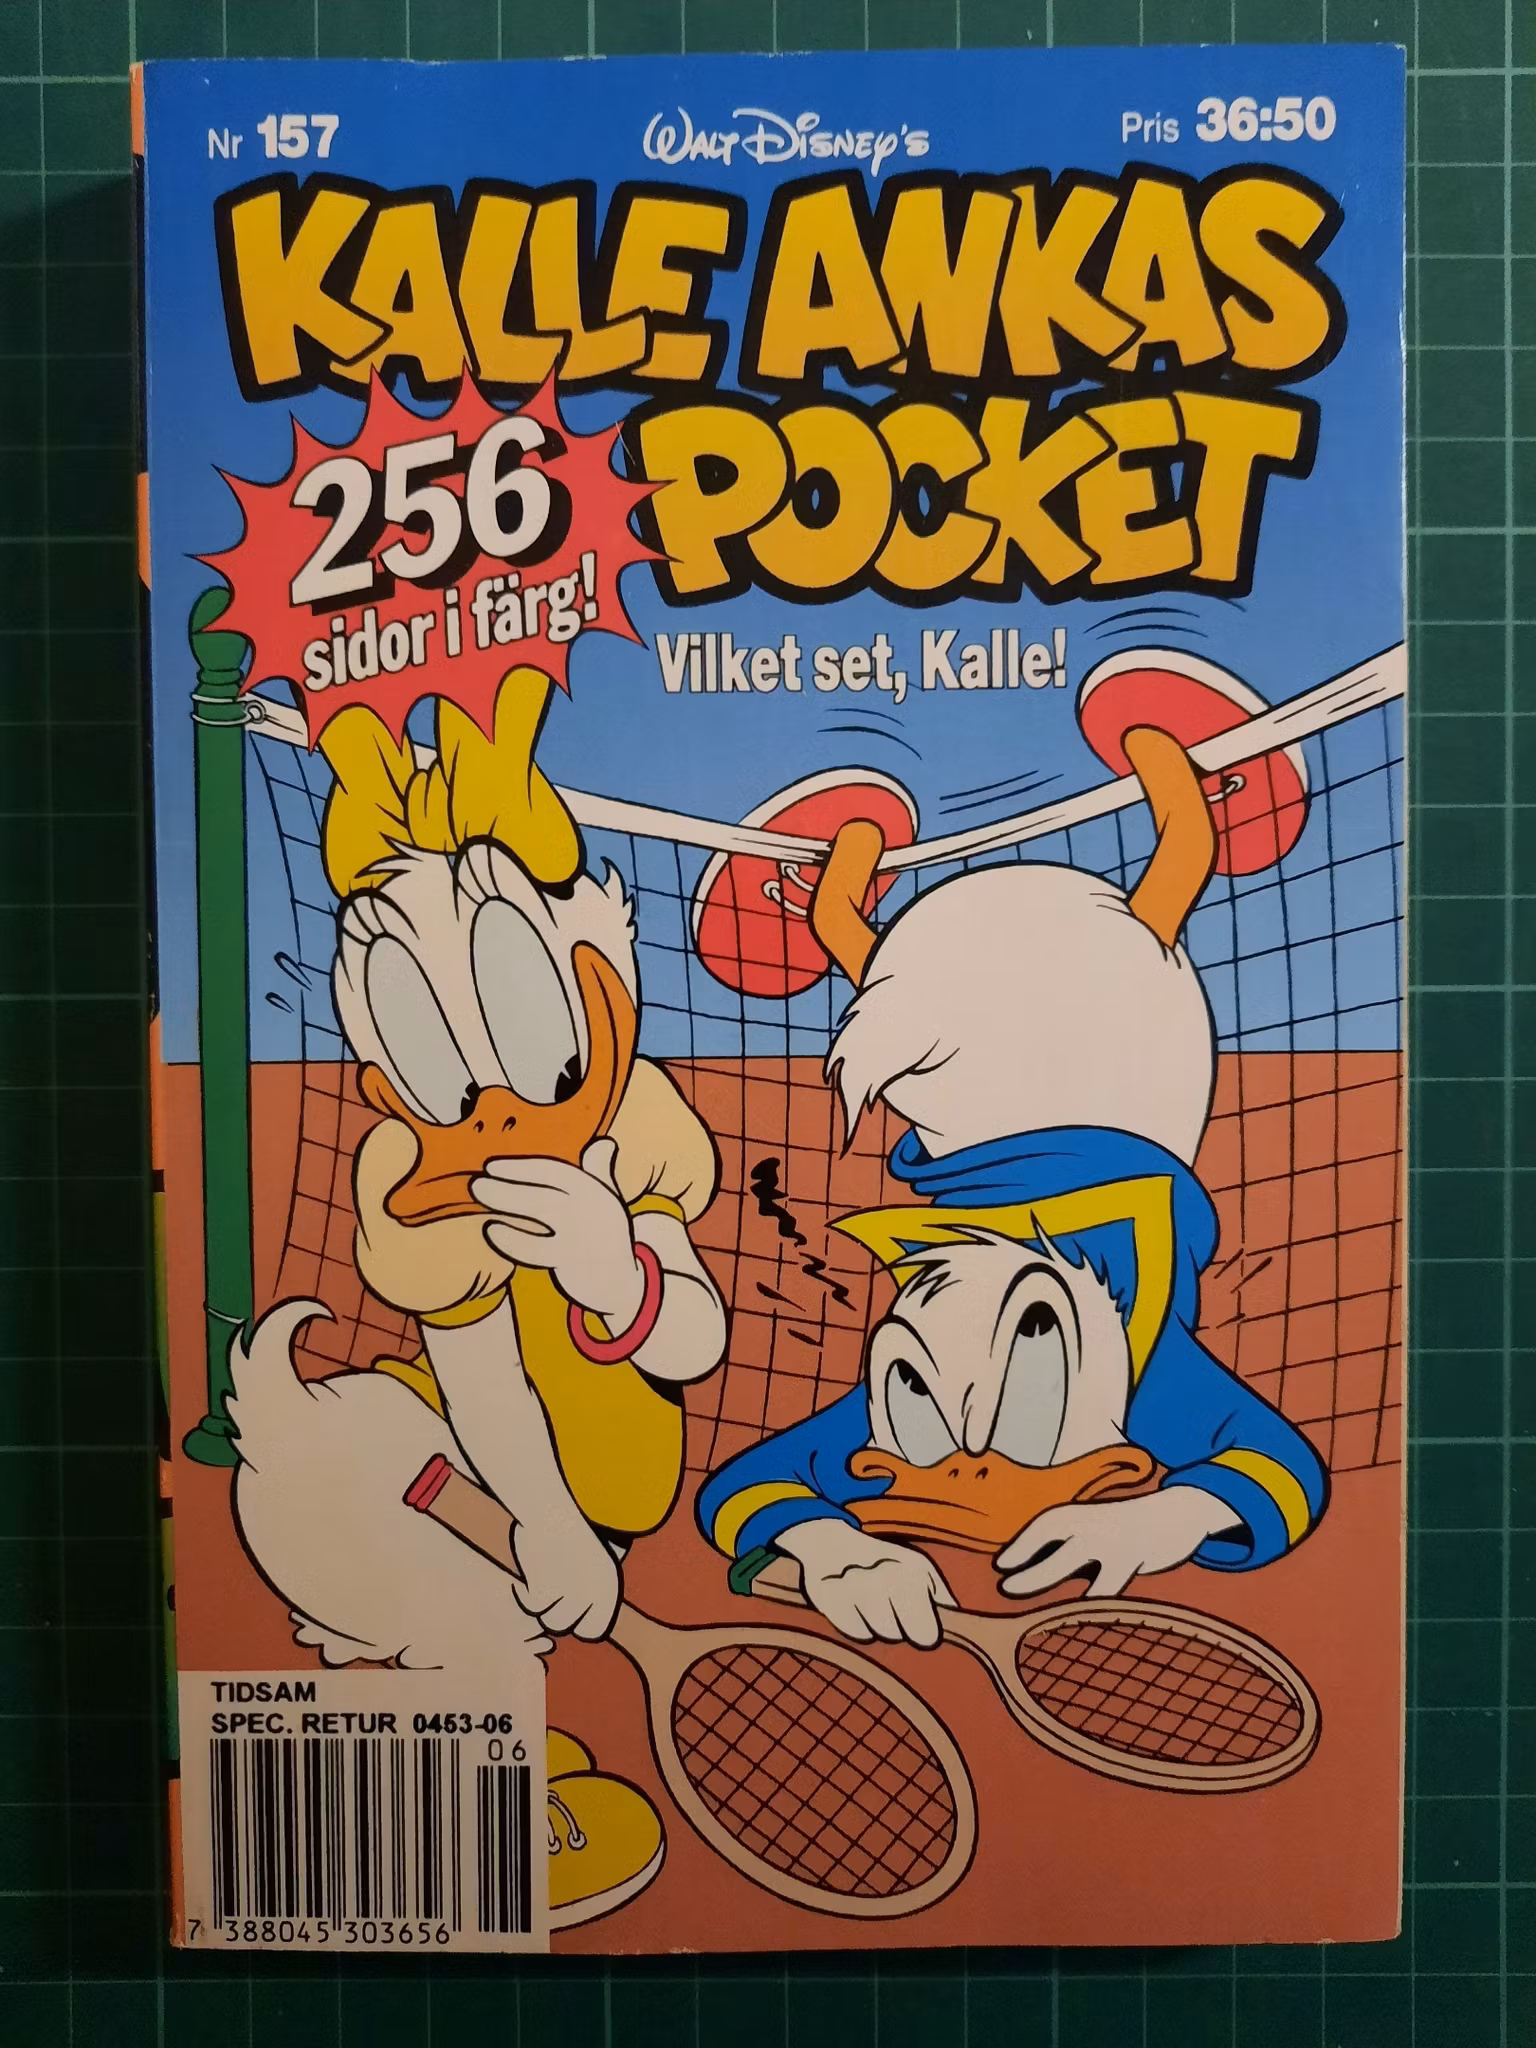 Nr 157
WALT DISNEY'S
Pris 36:50
KALLE ANKAS
POCKET
256
sidor i färg!
Vilket set, Kalle!
TIDSAM
SPEC. RETUR 0453-06
06
7 388045 303656